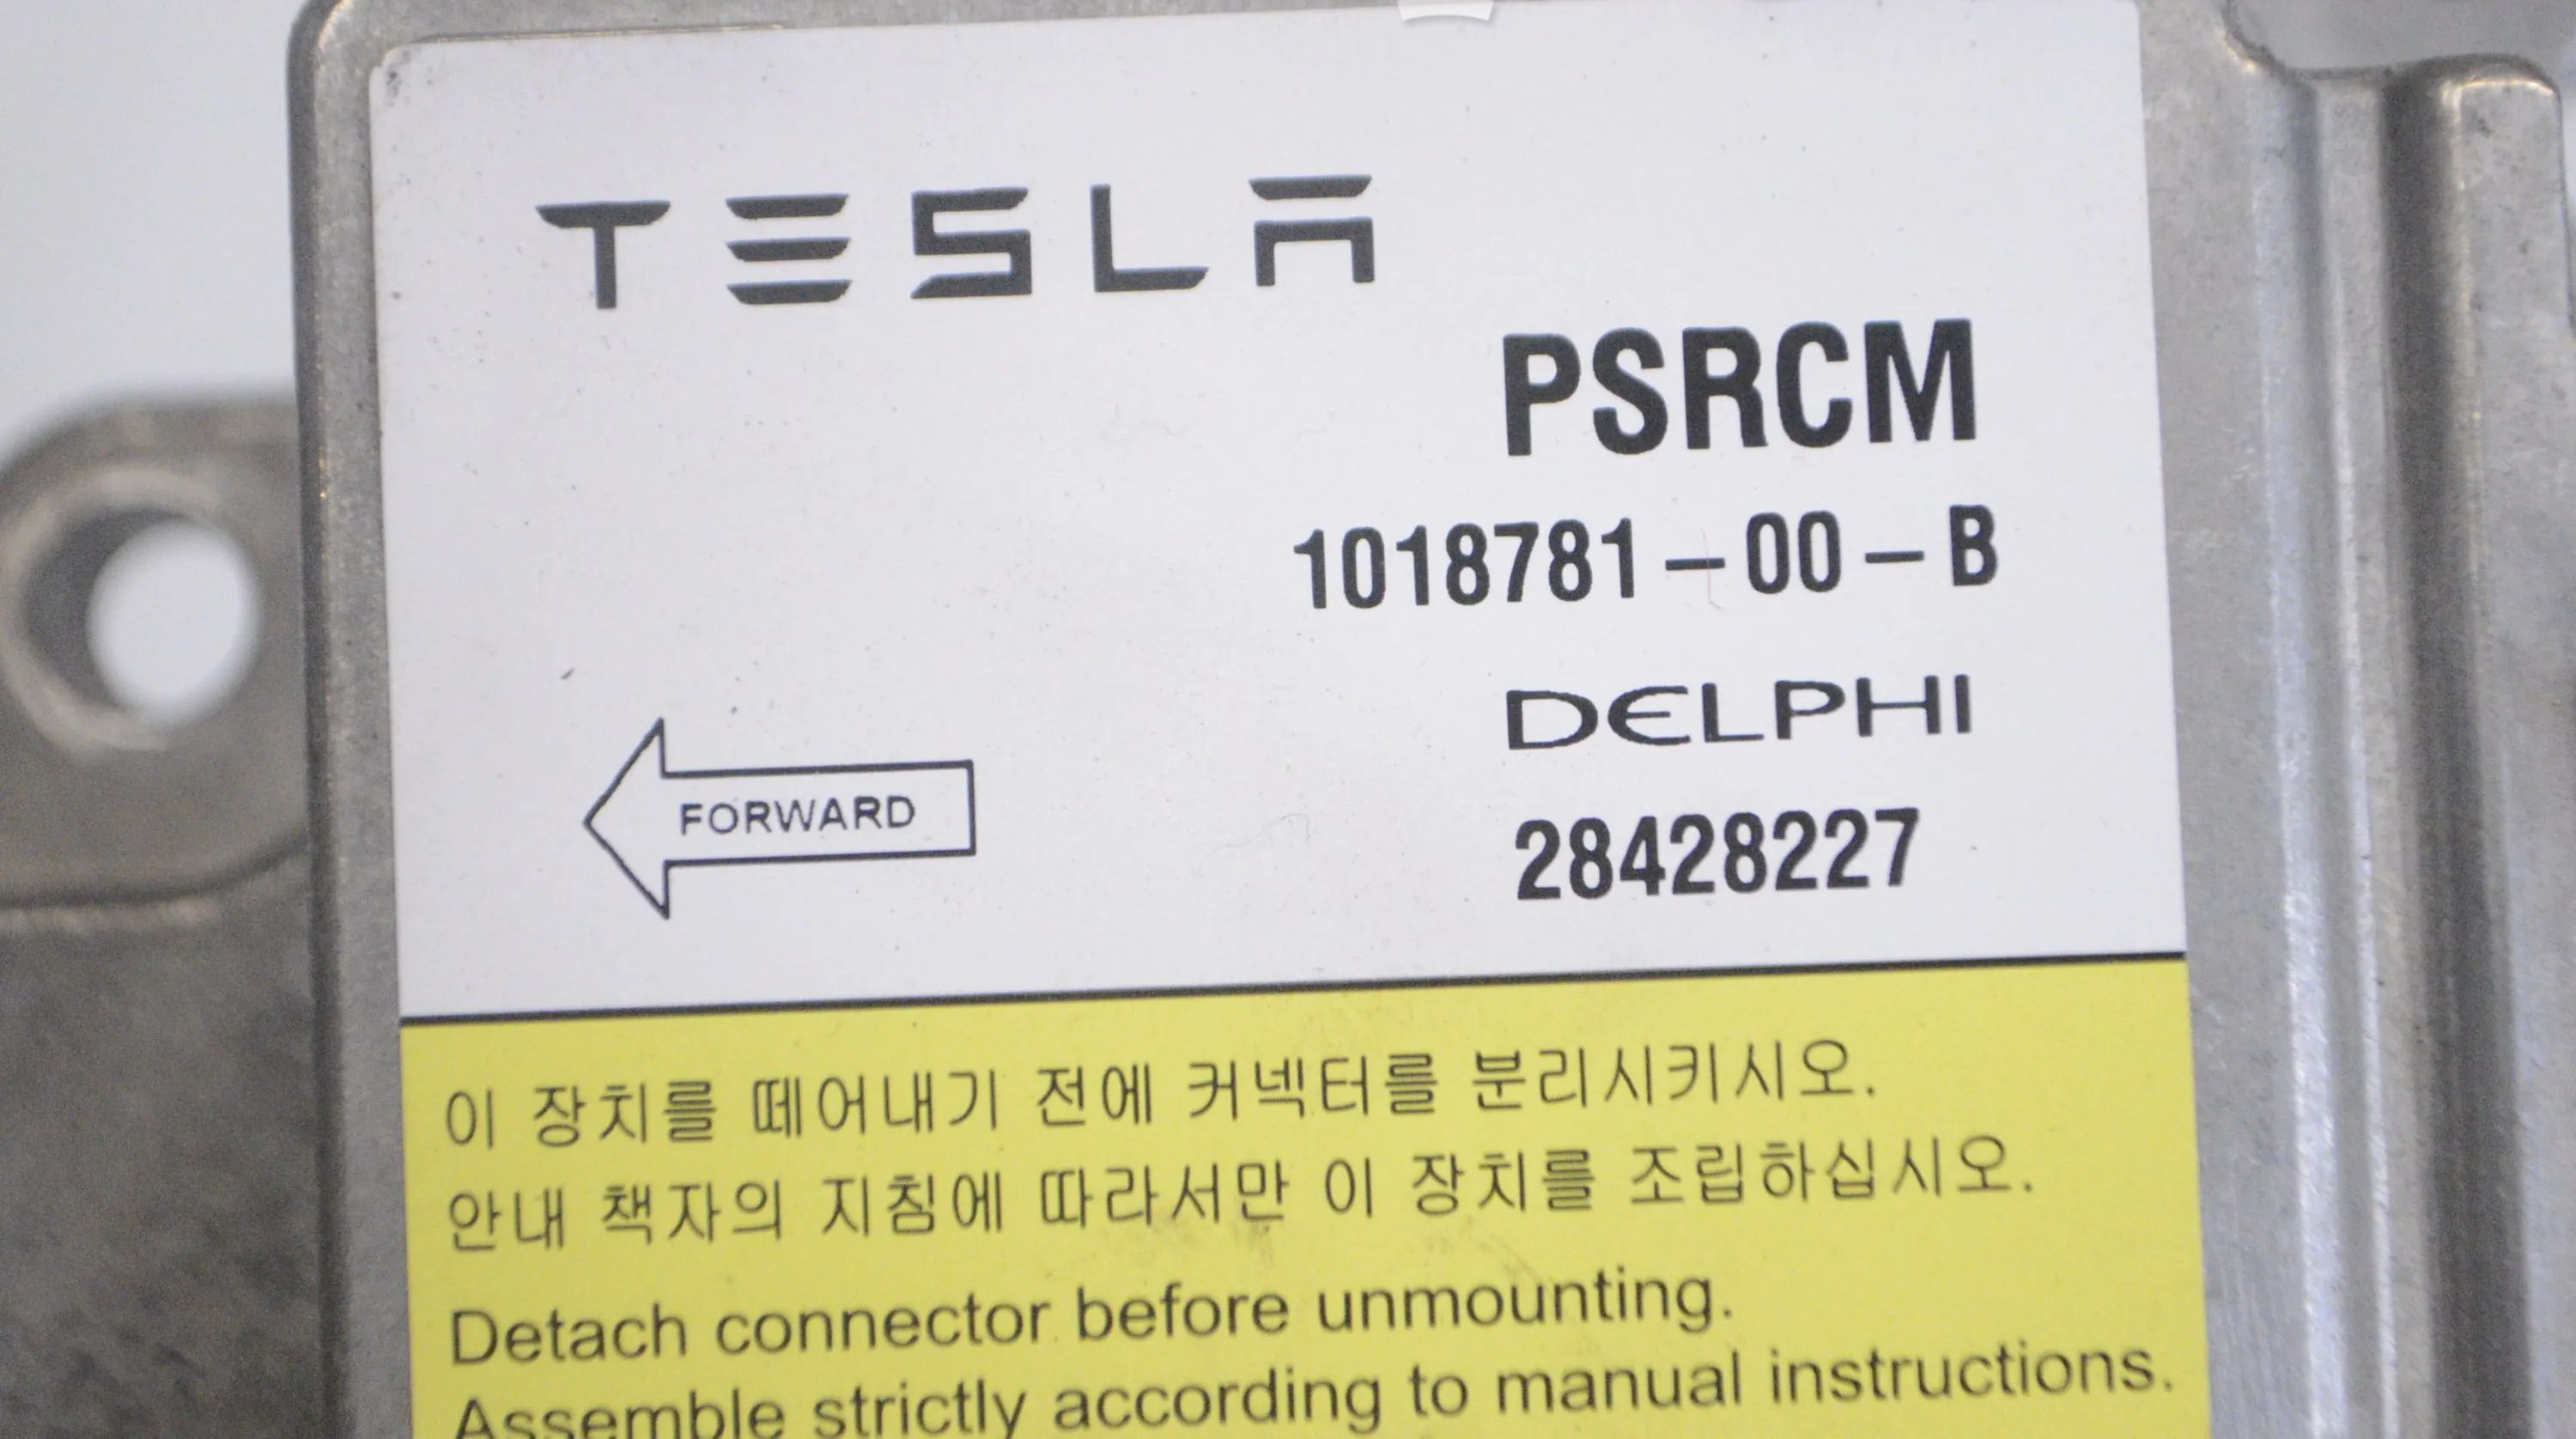 TESLA
PSRCM
1018781-00-B
DELPHI
FORWARD
28428227
이 장치를 떼어내기 전에 커넥터를 분리시키시오.
안내 책자의 지침에 따라서만 이 장치를 조립하십시오.
Detach connector before unmounting.
Assemble strictly according to manual instructions.